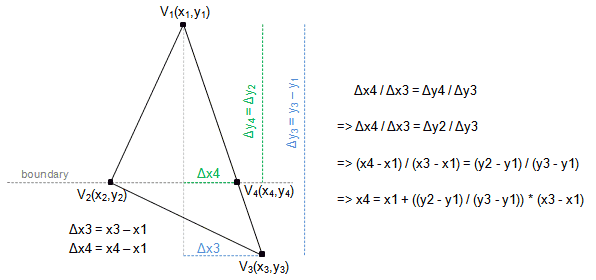 V₁(x₁,y₁)
Δy4 = Δy2
Δy3 = y3 – y1
Δx4 / Δx3 = Δy4 / Δy3
=> Δx4 / Δx3 = Δy2 / Δy3
=> (x4 - x1) / (x3 - x1) = (y2 - y1) / (y3 - y1)
=> x4 = x1 + ((y2 - y1) / (y3 - y1)) * (x3 - x1)
boundary
Δx4
V₂(x₂,y₂)
V₄(x₄,y₄)
Δx3 = x3 – x1
Δx4 = x4 – x1
Δx3
V₃(x₃,y₃)